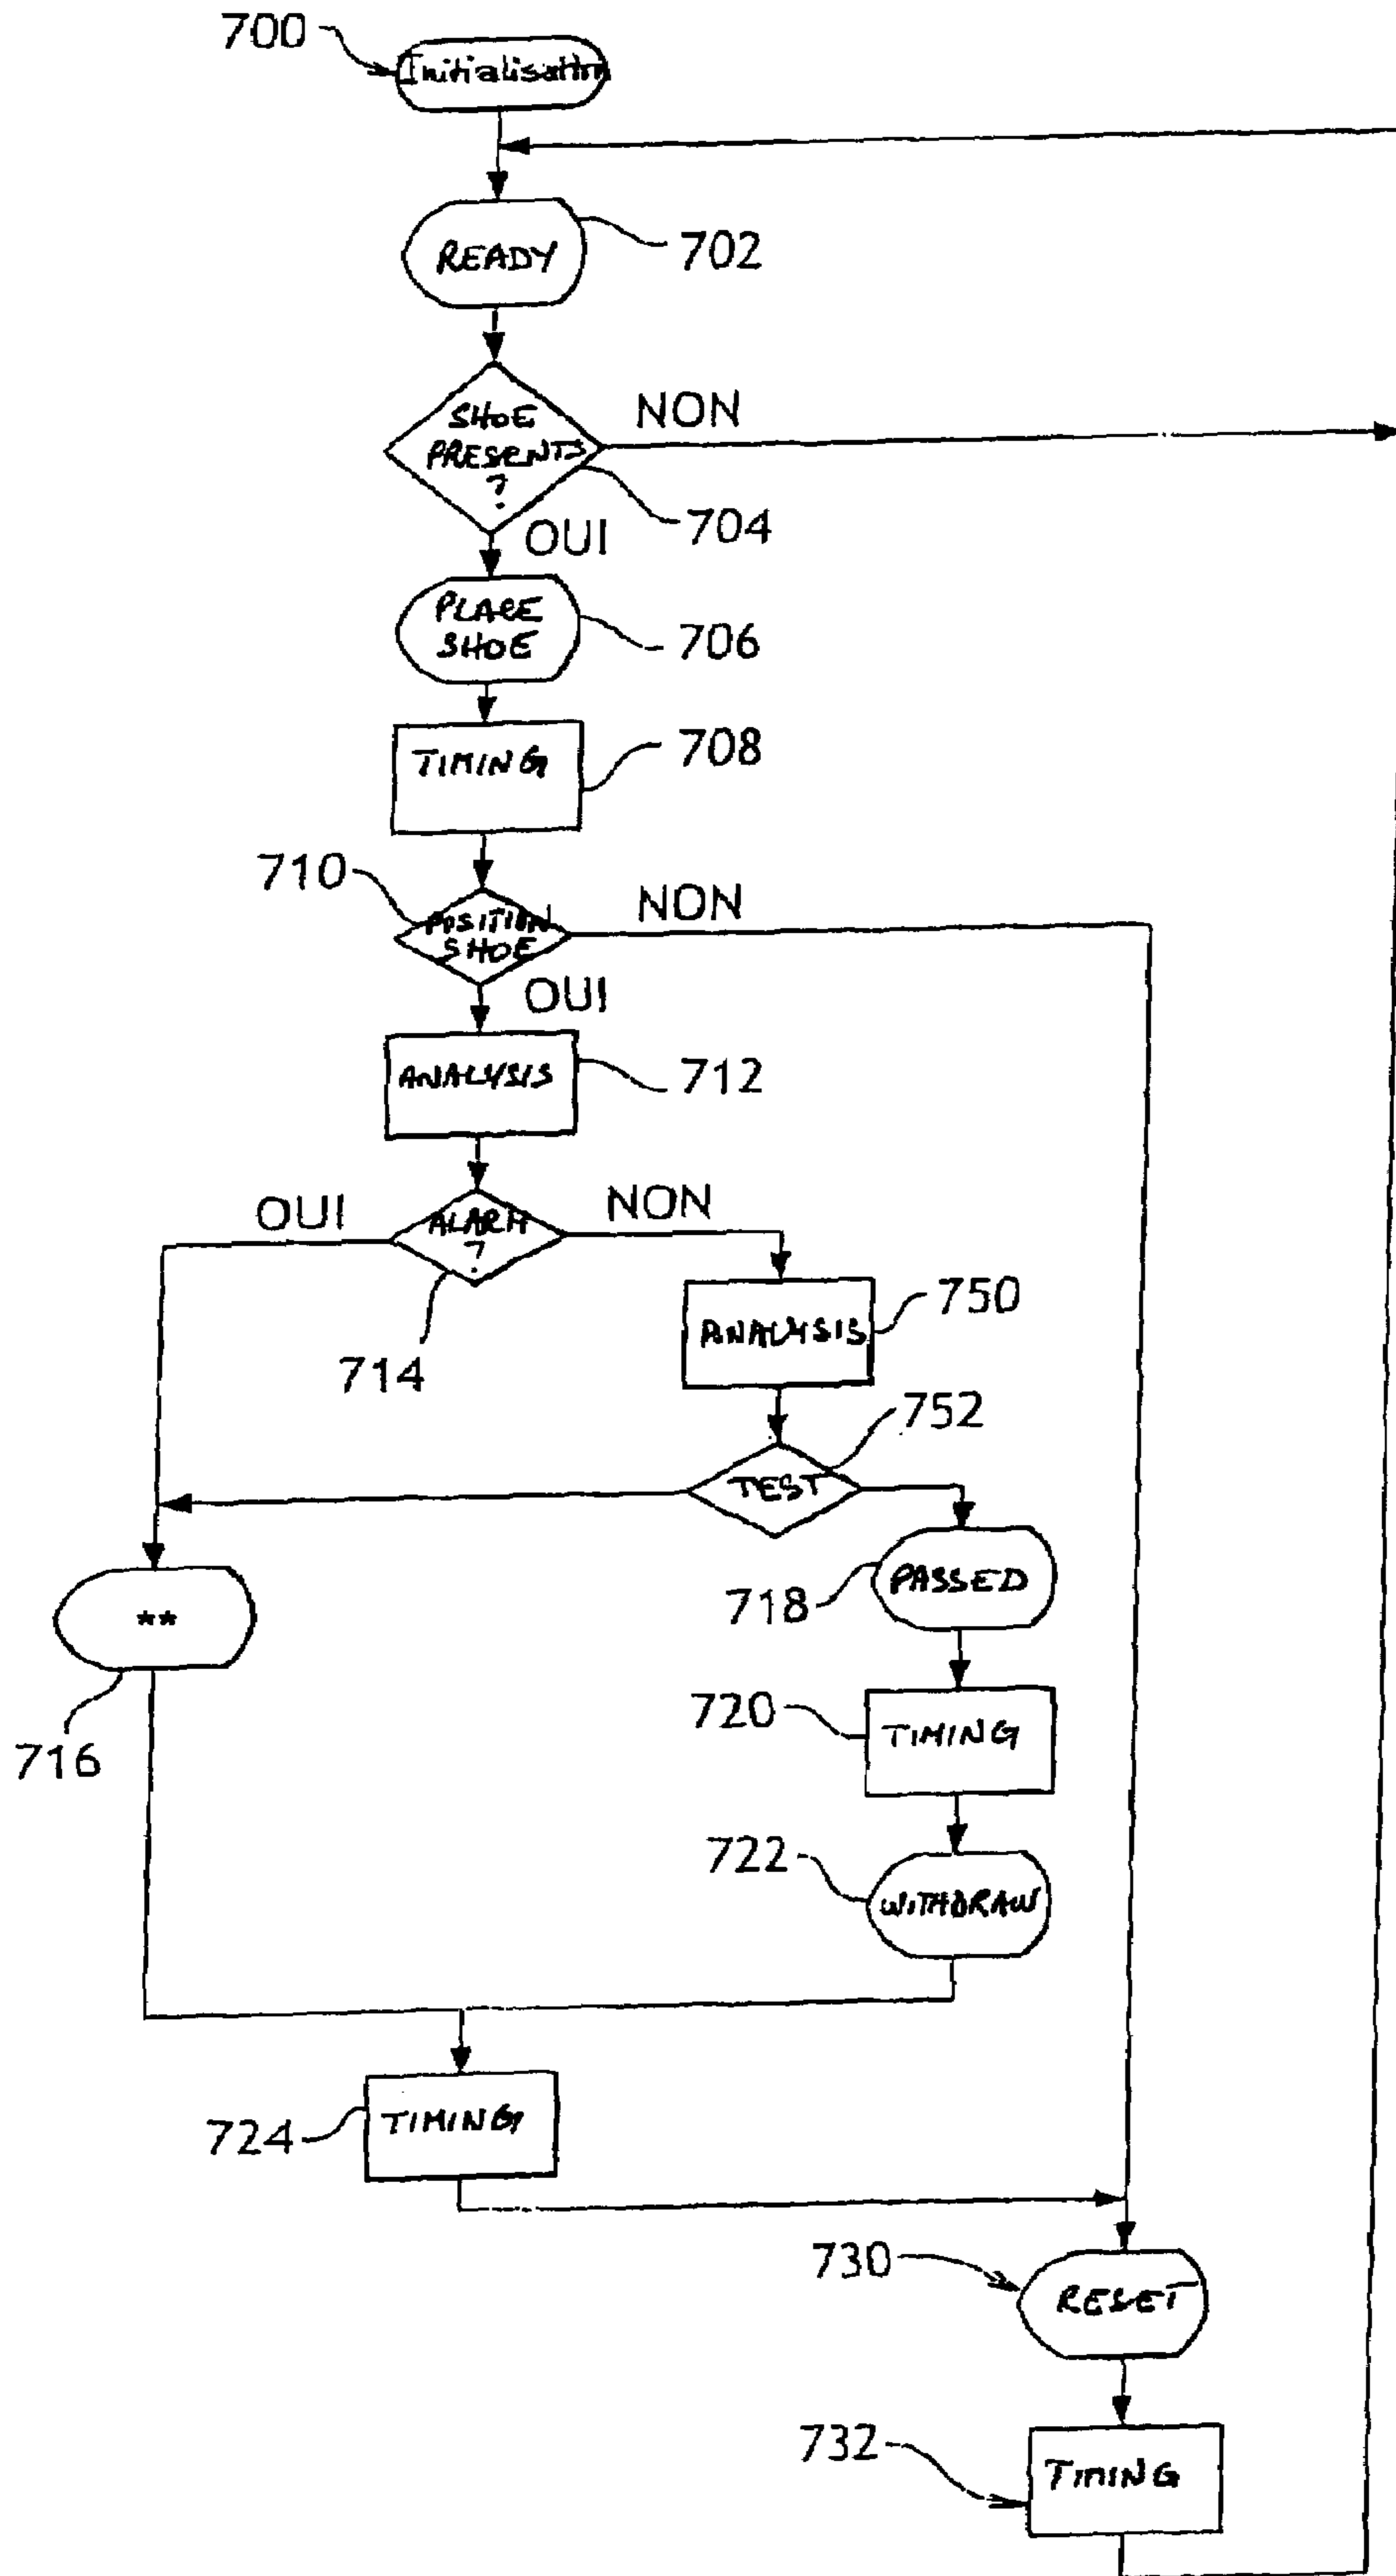 700
Initialisation
READY
702
SHOE
PRESENTS
?
NON
704
OUI
PLACE
SHOE
706
TIMING
708
710
POSITION
SHOE
NON
OUI
ANALYSIS
712
OUI
ALARM
?
NON
714
ANALYSIS
750
TEST
752
**
716
PASSED
718
TIMING
720
WITHDRAW
722
TIMING
724
RESET
730
TIMING
732